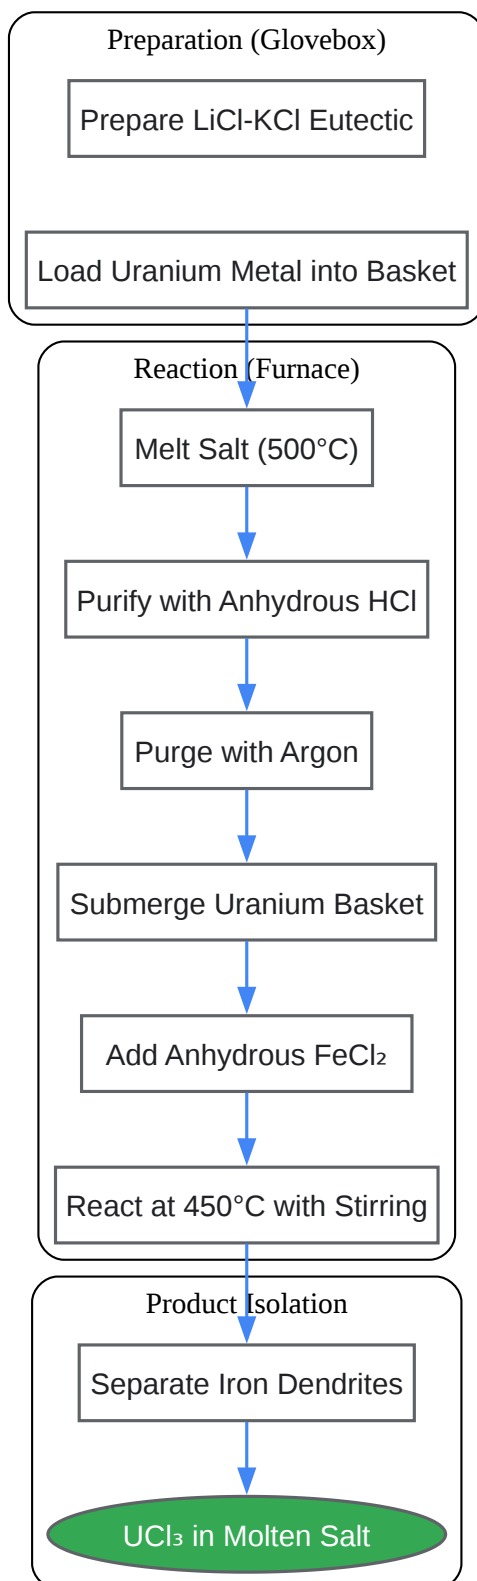 Preparation (Glovebox)
Prepare LiCl-KCl Eutectic
Load Uranium Metal into Basket
Reaction (Furnace)
Melt Salt (500°C)
Purify with Anhydrous HCl
Purge with Argon
Submerge Uranium Basket
Add Anhydrous FeCl₂
React at 450°C with Stirring
Product Isolation
Separate Iron Dendrites
UCl₃ in Molten Salt